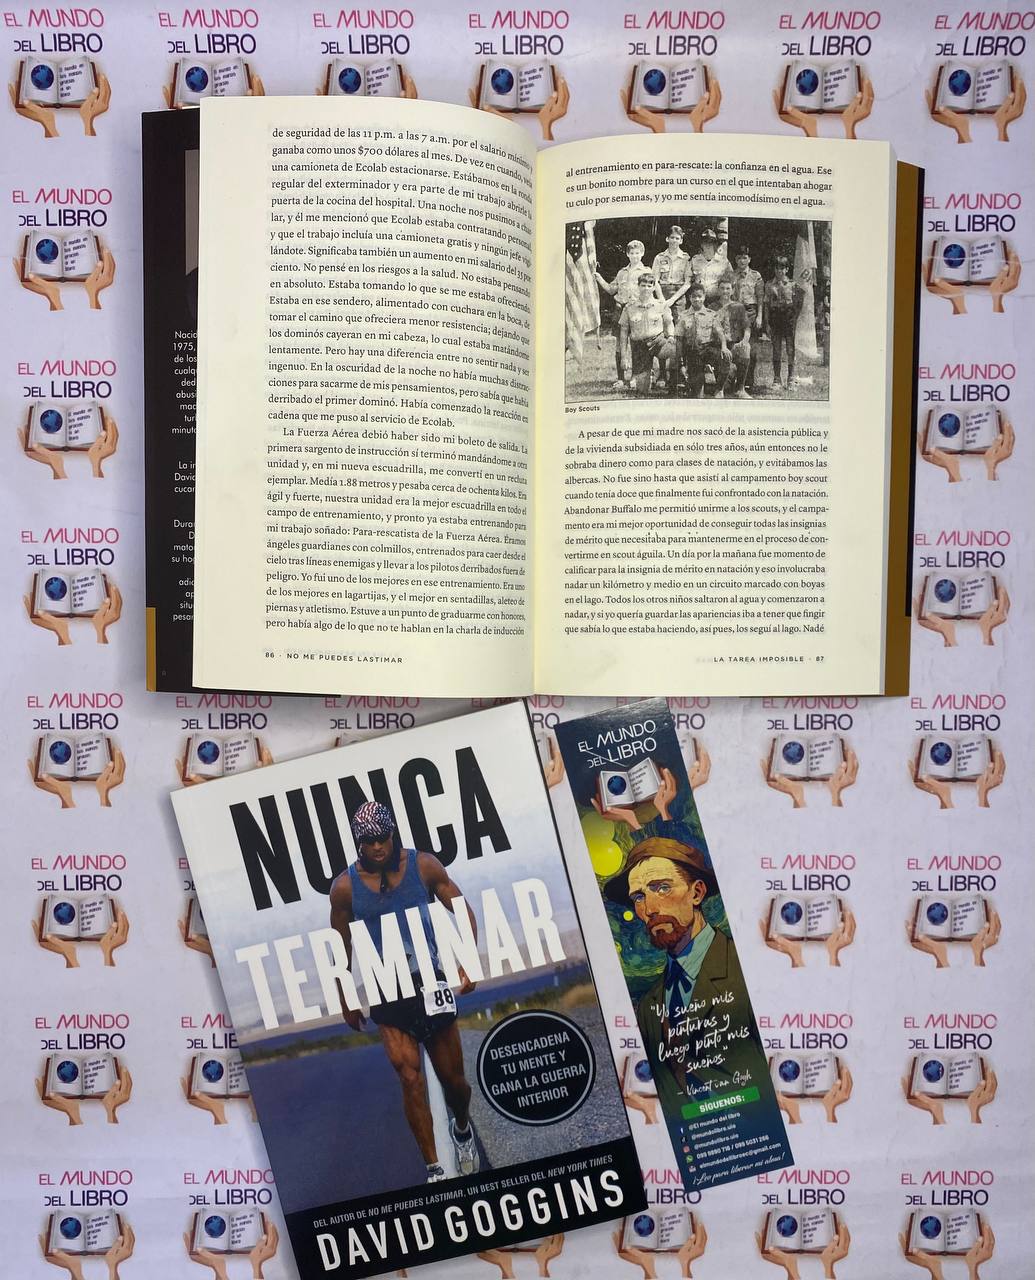 EL MUNDO
DEL LIBRO
de seguridad de las 11 p.m. a las 7 a.m. por el salario mínimo y
ganaba como unos $700 dólares al mes. De vez en cuando, veía
una camioneta de Ecolab estacionarse. Estábamos en la ronda
regular del exterminador y era parte de mi trabajo abrirle la
puerta de la cocina del hospital. Una noche nos pusimos a char-
lar, y él me mencionó que Ecolab estaba contratando personal,
y que el trabajo incluía una camioneta gratis y ningún jefe vigi-
lándote. Significaba también un aumento en mi salario del 35 por
ciento. No pensé en los riesgos a la salud. No estaba pensando
en absoluto. Estaba tomando lo que se me estaba ofreciendo.
Estaba en ese sendero, alimentado con cuchara en la boca, de
tomar el camino que ofreciera menor resistencia; dejando que
los dominós cayeran en mi cabeza, lo cual estaba matándome
lentamente. Pero hay una diferencia entre no sentir nada y ser
ingenuo. En la oscuridad de la noche no había muchas distrac-
ciones para sacarme de mis pensamientos, pero sabía que había
derribado el primer dominó. Había comenzado la reacción en
cadena que me puso al servicio de Ecolab.
La Fuerza Aérea debió haber sido mi boleto de salida. La
primera sargento de instrucción sí terminó mandándome a otra
unidad y, en mi nueva escuadrilla, me convertí en un recluta
ejemplar. Medía 1.88 metros y pesaba cerca de ochenta kilos. Era
ágil y fuerte, nuestra unidad era la mejor escuadrilla en todo el
campo de entrenamiento, y pronto ya estaba entrenando para
mi trabajo soñado: Para-rescatista de la Fuerza Aérea. Éramos
ángeles guardianes con colmillos, entrenados para caer desde el
cielo tras líneas enemigas y llevar a los pilotos derribados fuera de
peligro. Yo fui uno de los mejores en ese entrenamiento. Era uno
de los mejores en lagartijas, y el mejor en sentadillas, aleteo de
piernas y atletismo. Estuve a un punto de graduarme con honores,
pero había algo de lo que no te hablan en la charla de inducción
86 · NO ME PUEDES LASTIMAR
al entrenamiento en para-rescate: la confianza en el agua. Ese
es un bonito nombre para un curso en el que intentaban ahogar
tu culo por semanas, y yo me sentía incomodísimo en el agua.
Boy Scouts
A pesar de que mi madre nos sacó de la asistencia pública y
de la vivienda subsidiada en sólo tres años, aún entonces no le
sobraba dinero como para clases de natación, y evitábamos las
albercas. No fue sino hasta que asistí al campamento boy scout
cuando tenía doce que finalmente fui confrontado con la natación.
Abandonar Buffalo me permitió unirme a los scouts, y el campa-
mento era mi mejor oportunidad de conseguir todas las insignias
de mérito que necesitaba para mantenerme en el proceso de con-
vertirme en scout águila. Un día por la mañana fue momento de
calificar para la insignia de mérito en natación y eso involucraba
nadar un kilómetro y medio en un circuito marcado con boyas
en el lago. Todos los otros niños saltaron al agua y comenzaron a
nadar, y si yo quería guardar las apariencias iba a tener que fingir
que sabía lo que estaba haciendo, así pues, los seguí al lago. Nadé
LA TAREA IMPOSIBLE · 87
NUNCA
TERMINAR
88
DESENCADENA
TU MENTE Y
GANA LA GUERRA
INTERIOR
DEL AUTOR DE NO ME PUEDES LASTIMAR, UN BEST SELLER DEL NEW YORK TIMES
DAVID GOGGINS
EL MUNDO
DEL LIBRO
"Yo sueño mis
pinturas y
luego pinto mis
sueños."
— Vincent van Gogh
SÍGUENOS:
@El mundo del libro
@mundolibro.uio
@mundolibro.uio
elmundodellibroec@gmail.com
¡Leo para liberar mi alma!